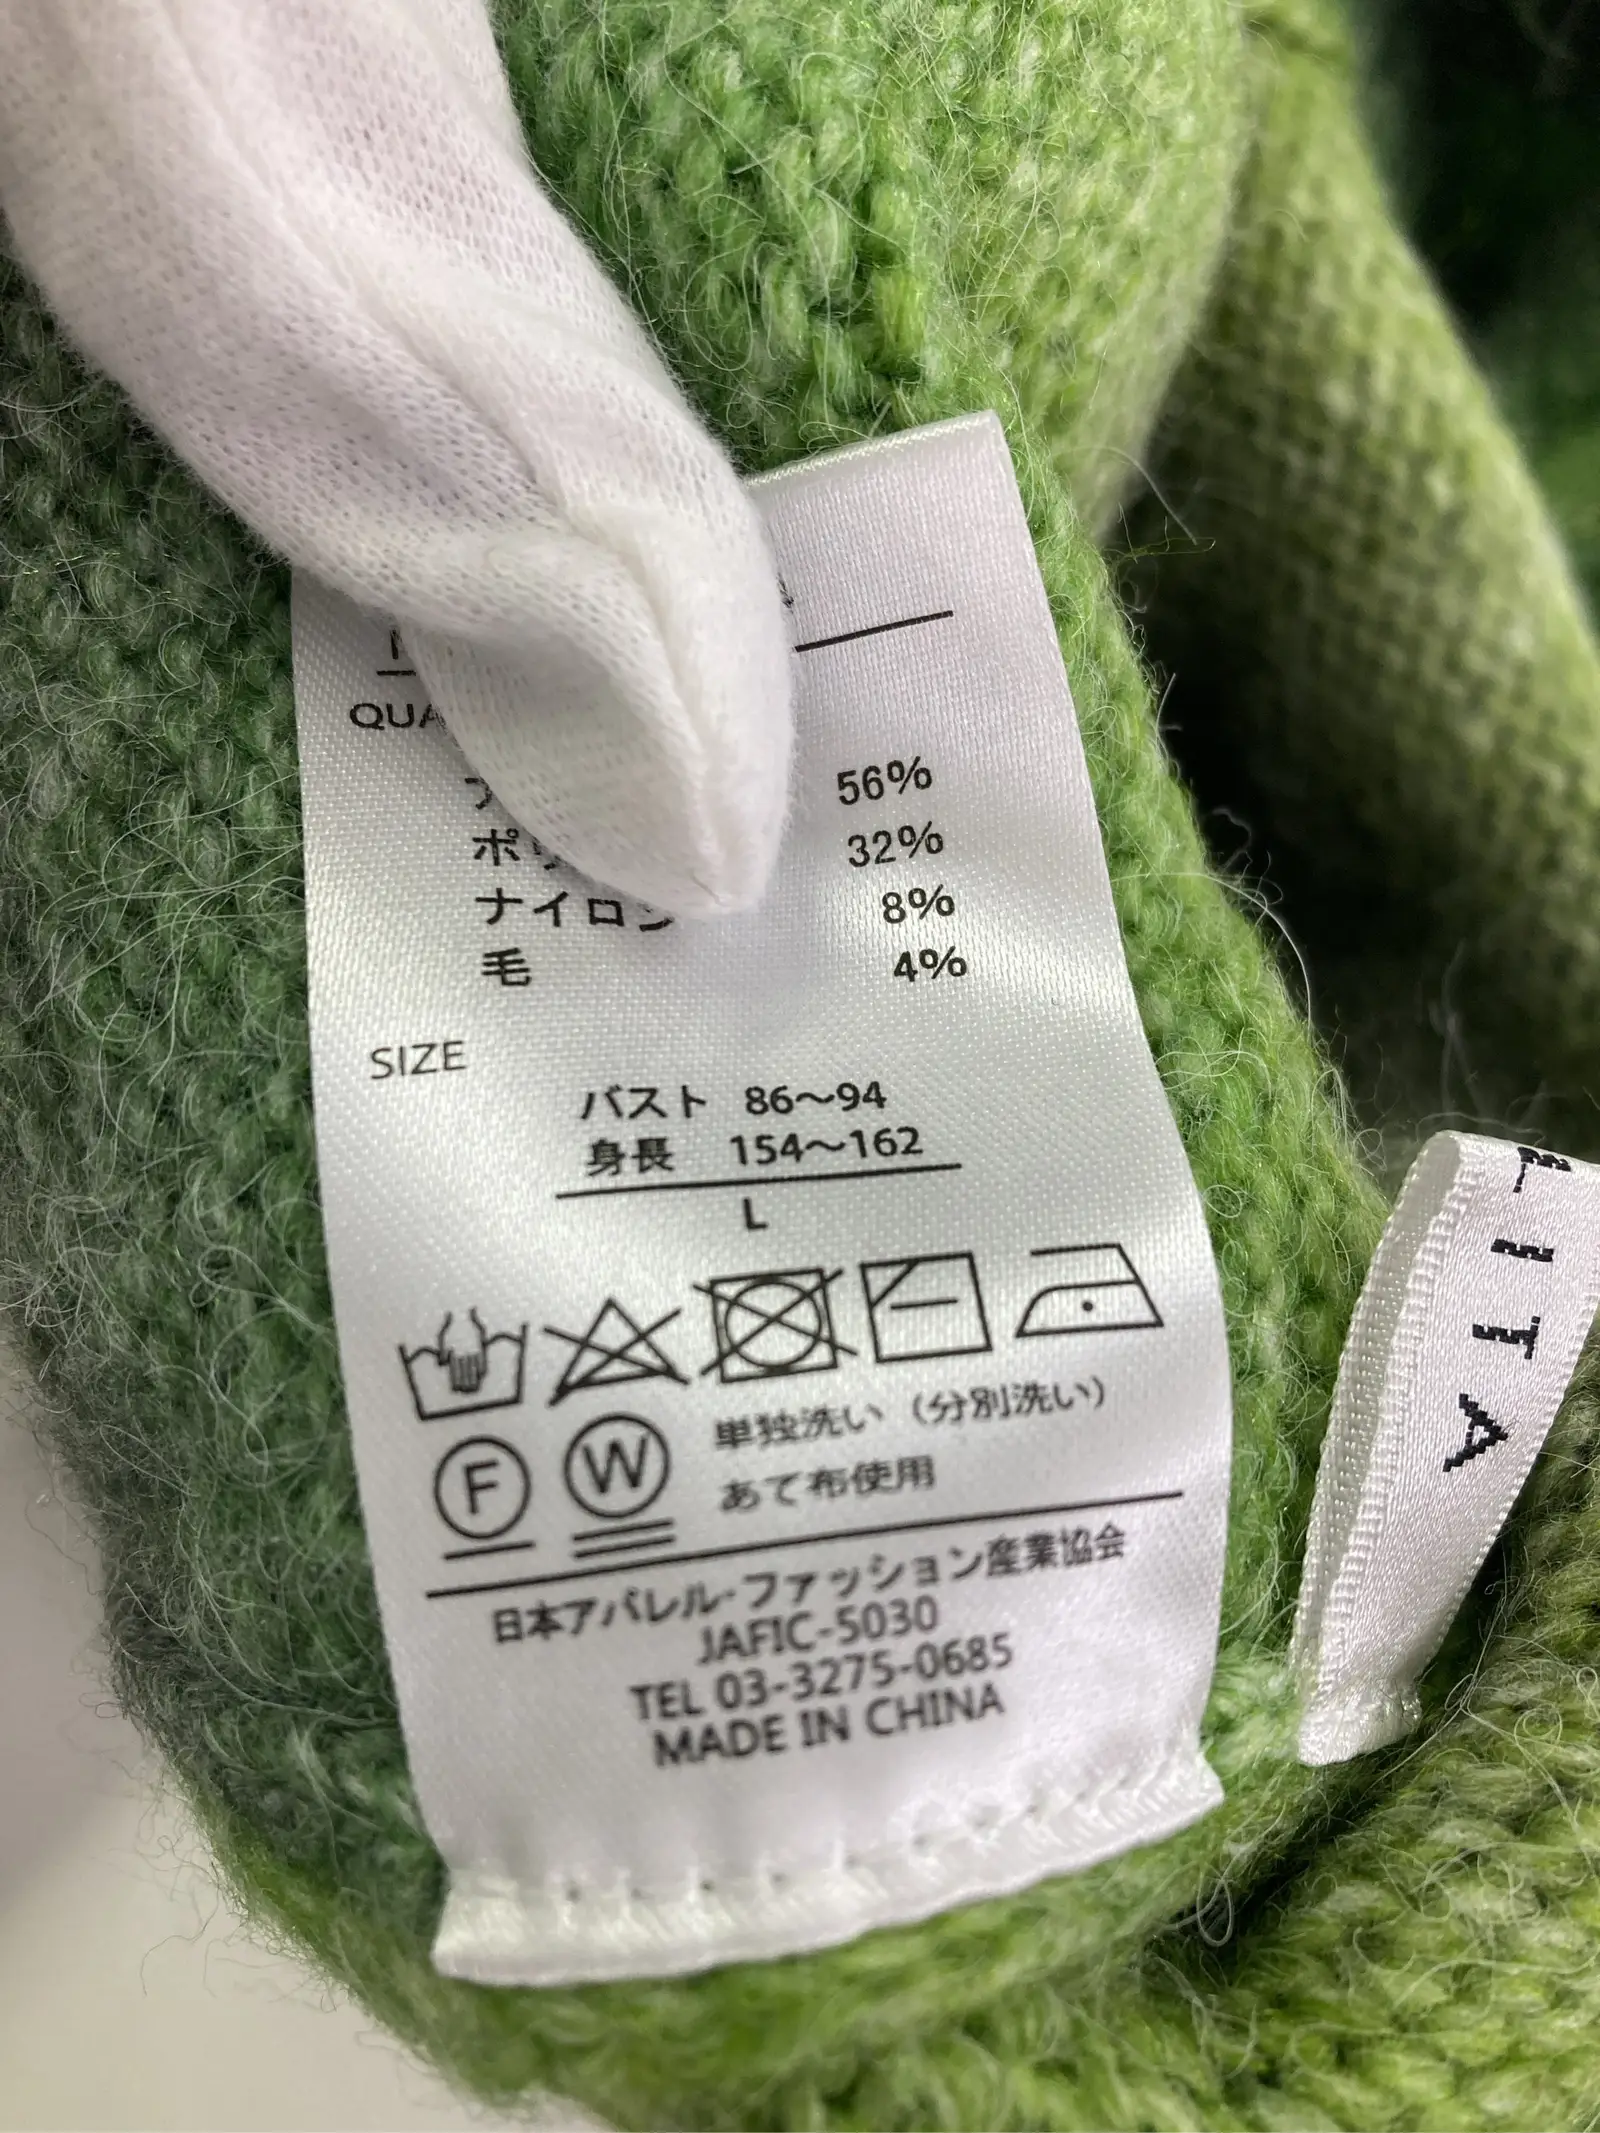 56%
32%
ナイロン 8%
毛 4%
SIZE
バスト 86～94
身長 154～162
L
F W
単独洗い（分別洗い）
あて布使用
日本アパレル・ファッション産業協会
JAFIC-5030
TEL 03-3275-0685
MADE IN CHINA
LITA